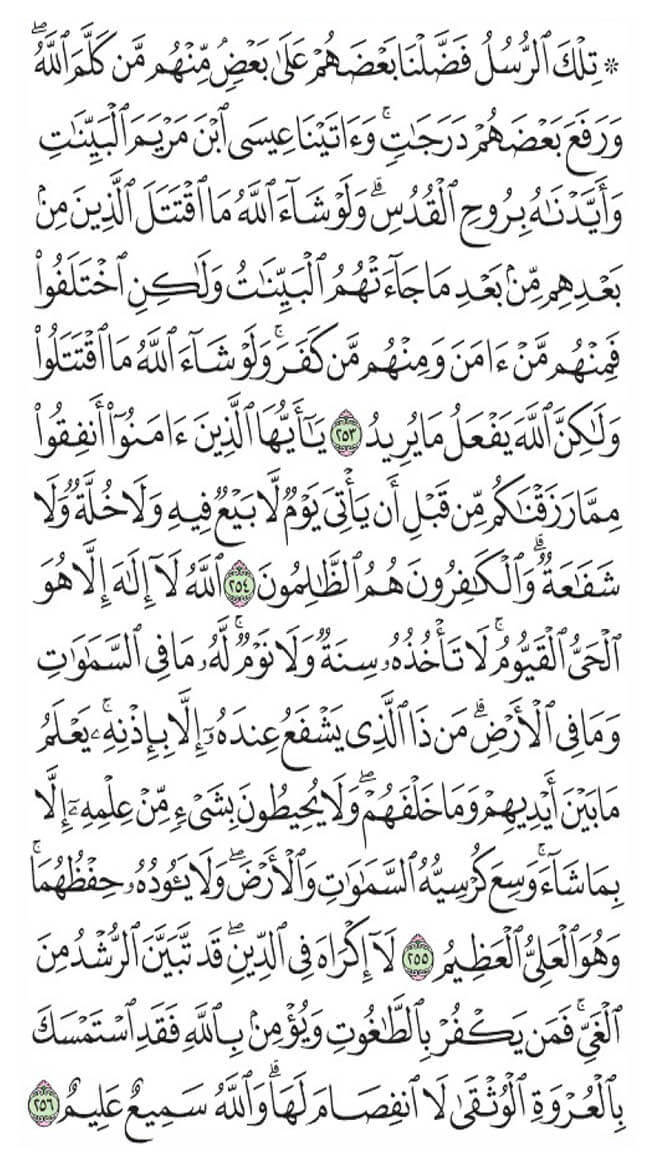 ۞ تِلْكَ ٱلرُّسُلُ فَضَّلْنَا بَعْضَهُمْ عَلَىٰ بَعْضٍۘ مِّنْهُم مَّن كَلَّمَ ٱللَّهُۖ
وَرَفَعَ بَعْضَهُمْ دَرَجَٰتٍۚ وَءَاتَيْنَا عِيسَى ٱبْنَ مَرْيَمَ ٱلْبَيِّنَٰتِ
وَأَيَّدْنَٰهُ بِرُوحِ ٱلْقُدُسِۗ وَلَوْ شَآءَ ٱللَّهُ مَا ٱقْتَتَلَ ٱلَّذِينَ مِنۢ
بَعْدِهِم مِّنۢ بَعْدِ مَا جَآءَتْهُمُ ٱلْبَيِّنَٰتُ وَلَٰكِنِ ٱخْتَلَفُوا۟
فَمِنْهُم مَّنْ ءَامَنَ وَمِنْهُم مَّن كَفَرَۚ وَلَوْ شَآءَ ٱللَّهُ مَا ٱقْتَتَلُوا۟
وَلَٰكِنَّ ٱللَّهَ يَفْعَلُ مَا يُرِيدُ ٢٥٣ يَٰٓأَيُّهَا ٱلَّذِينَ ءَامَنُوٓا۟ أَنفِقُوا۟
مِمَّا رَزَقْنَٰكُم مِّن قَبْلِ أَن يَأْتِىَ يَوْمٌ لَّا بَيْعٌ فِيهِ وَلَا خُلَّةٌ وَلَا
شَفَٰعَةٌۗ وَٱلْكَٰفِرُونَ هُمُ ٱلظَّٰلِمُونَ ٢٥٤ ٱللَّهُ لَآ إِلَٰهَ إِلَّا هُوَ
ٱلْحَىُّ ٱلْقَيُّومُۚ لَا تَأْخُذُهُۥ سِنَةٌ وَلَا نَوْمٌۚ لَّهُۥ مَا فِى ٱلسَّمَٰوَٰتِ
وَمَا فِى ٱلْأَرْضِۗ مَن ذَا ٱلَّذِى يَشْفَعُ عِندَهُۥٓ إِلَّا بِإِذْنِهِۦۚ يَعْلَمُ
مَا بَيْنَ أَيْدِيهِمْ وَمَا خَلْفَهُمْۖ وَلَا يُحِيطُونَ بِشَىْءٍ مِّنْ عِلْمِهِۦٓ إِلَّا
بِمَا شَآءَۚ وَسِعَ كُرْسِيُّهُ ٱلسَّمَٰوَٰتِ وَٱلْأَرْضَۖ وَلَا يَـُٔودُهُۥ حِفْظُهُمَاۚ
وَهُوَ ٱلْعَلِىُّ ٱلْعَظِيمُ ٢٥٥ لَآ إِكْرَاهَ فِى ٱلدِّينِۖ قَد تَّبَيَّنَ ٱلرُّشْدُ مِنَ
ٱلْغَىِّۚ فَمَن يَكْفُرْ بِٱلطَّٰغُوتِ وَيُؤْمِنۢ بِٱللَّهِ فَقَدِ ٱسْتَمْسَكَ
بِٱلْعُرْوَةِ ٱلْوُثْقَىٰ لَا ٱنفِصَامَ لَهَاۗ وَٱللَّهُ سَمِيعٌ عَلِيمٌ ٢٥٦